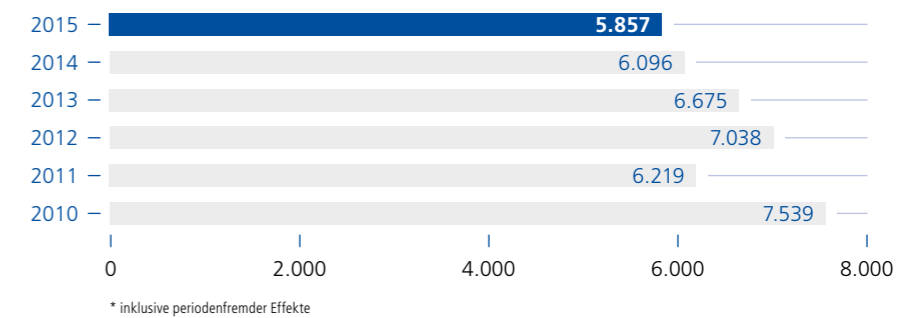 2015 – 5.857
2014 – 6.096
2013 – 6.675
2012 – 7.038
2011 – 6.219
2010 – 7.539
0 2.000 4.000 6.000 8.000
* inklusive periodenfremder Effekte